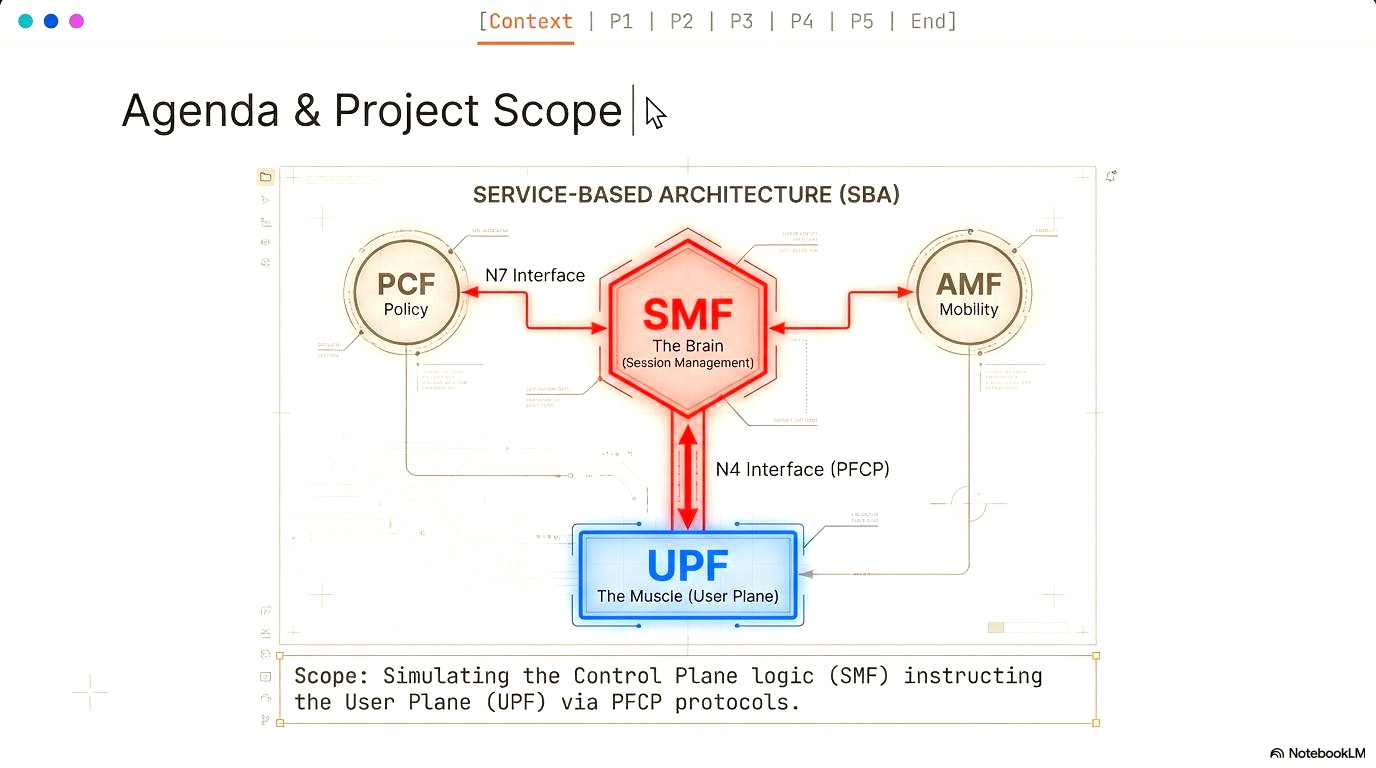 [Context | P1 | P2 | P3 | P4 | P5 | End]
Agenda & Project Scope
SERVICE-BASED ARCHITECTURE (SBA)
PCF
Policy
N7 Interface
SMF
The Brain
(Session Management)
AMF
Mobility
N4 Interface (PFCP)
UPF
The Muscle (User Plane)
Scope: Simulating the Control Plane logic (SMF) instructing
the User Plane (UPF) via PFCP protocols.
NotebookLM